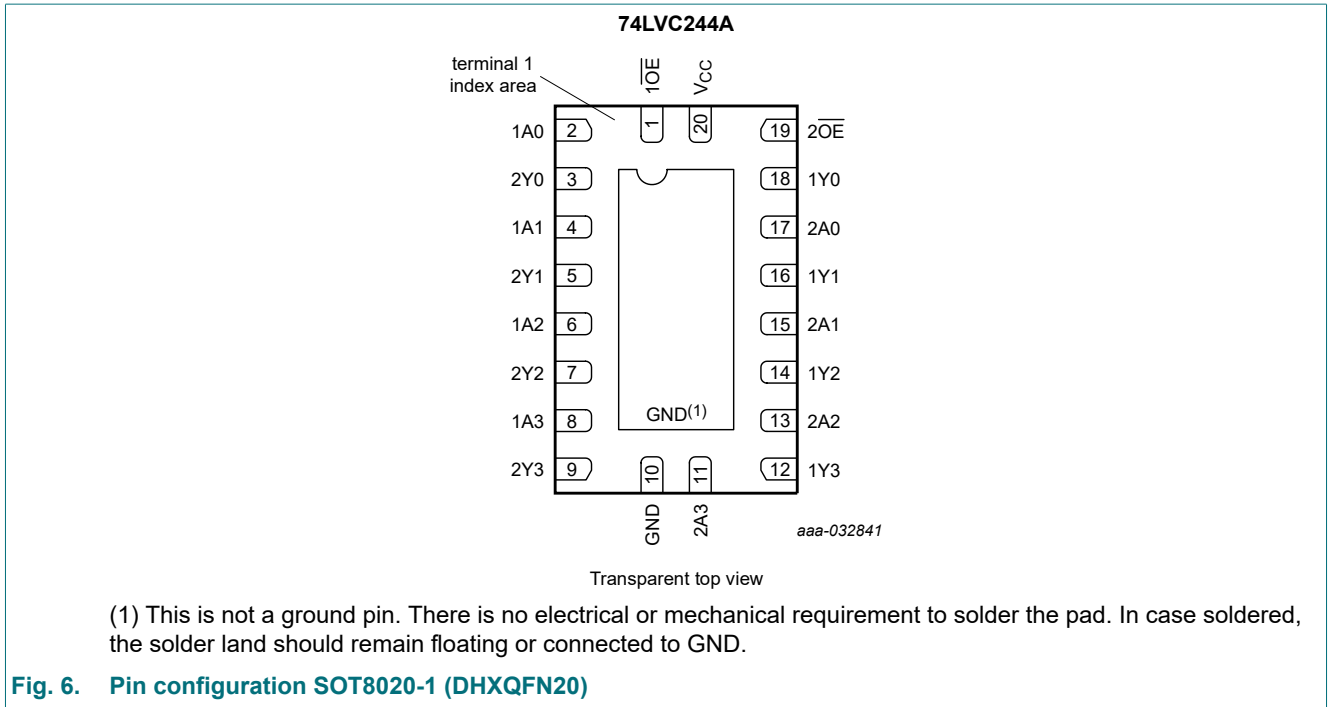 74LVC244A
terminal 1
index area
1O̅E̅
VCC
1
20
1A0 2 19 2O̅E̅
2Y0 3 18 1Y0
1A1 4 17 2A0
2Y1 5 16 1Y1
1A2 6 15 2A1
2Y2 7 14 1Y2
1A3 8 GND(1) 13 2A2
2Y3 9 12 1Y3
10
11
GND
2A3
aaa-032841
Transparent top view
(1) This is not a ground pin. There is no electrical or mechanical requirement to solder the pad. In case soldered,
the solder land should remain floating or connected to GND.
Fig. 6. Pin configuration SOT8020-1 (DHXQFN20)